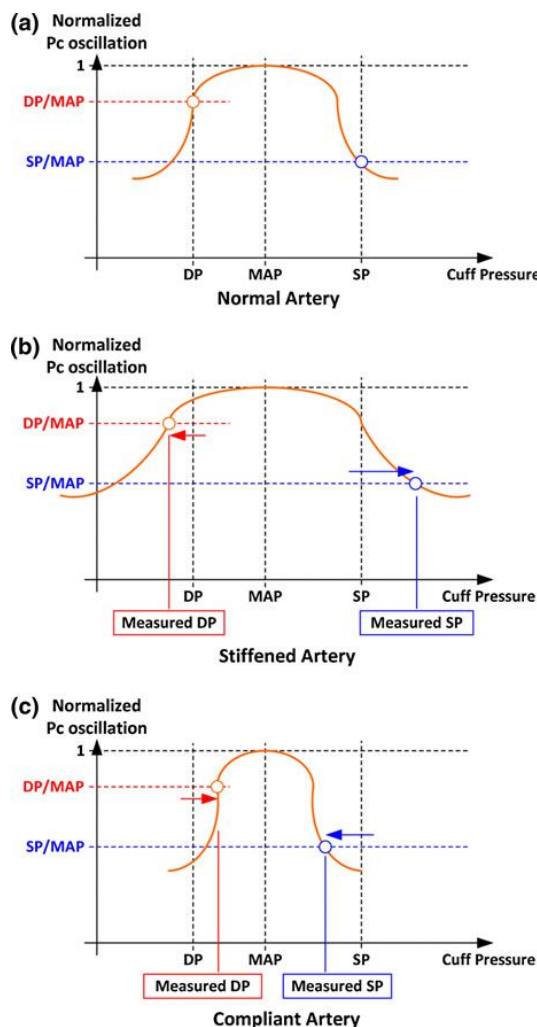 (a)
Normalized
Pc oscillation
1
DP/MAP
SP/MAP
DP MAP SP Cuff Pressure
Normal Artery
(b)
Normalized
Pc oscillation
1
DP/MAP
SP/MAP
DP MAP SP Cuff Pressure
Measured DP Measured SP
Stiffened Artery
(c)
Normalized
Pc oscillation
1
DP/MAP
SP/MAP
DP MAP SP Cuff Pressure
Measured DP Measured SP
Compliant Artery